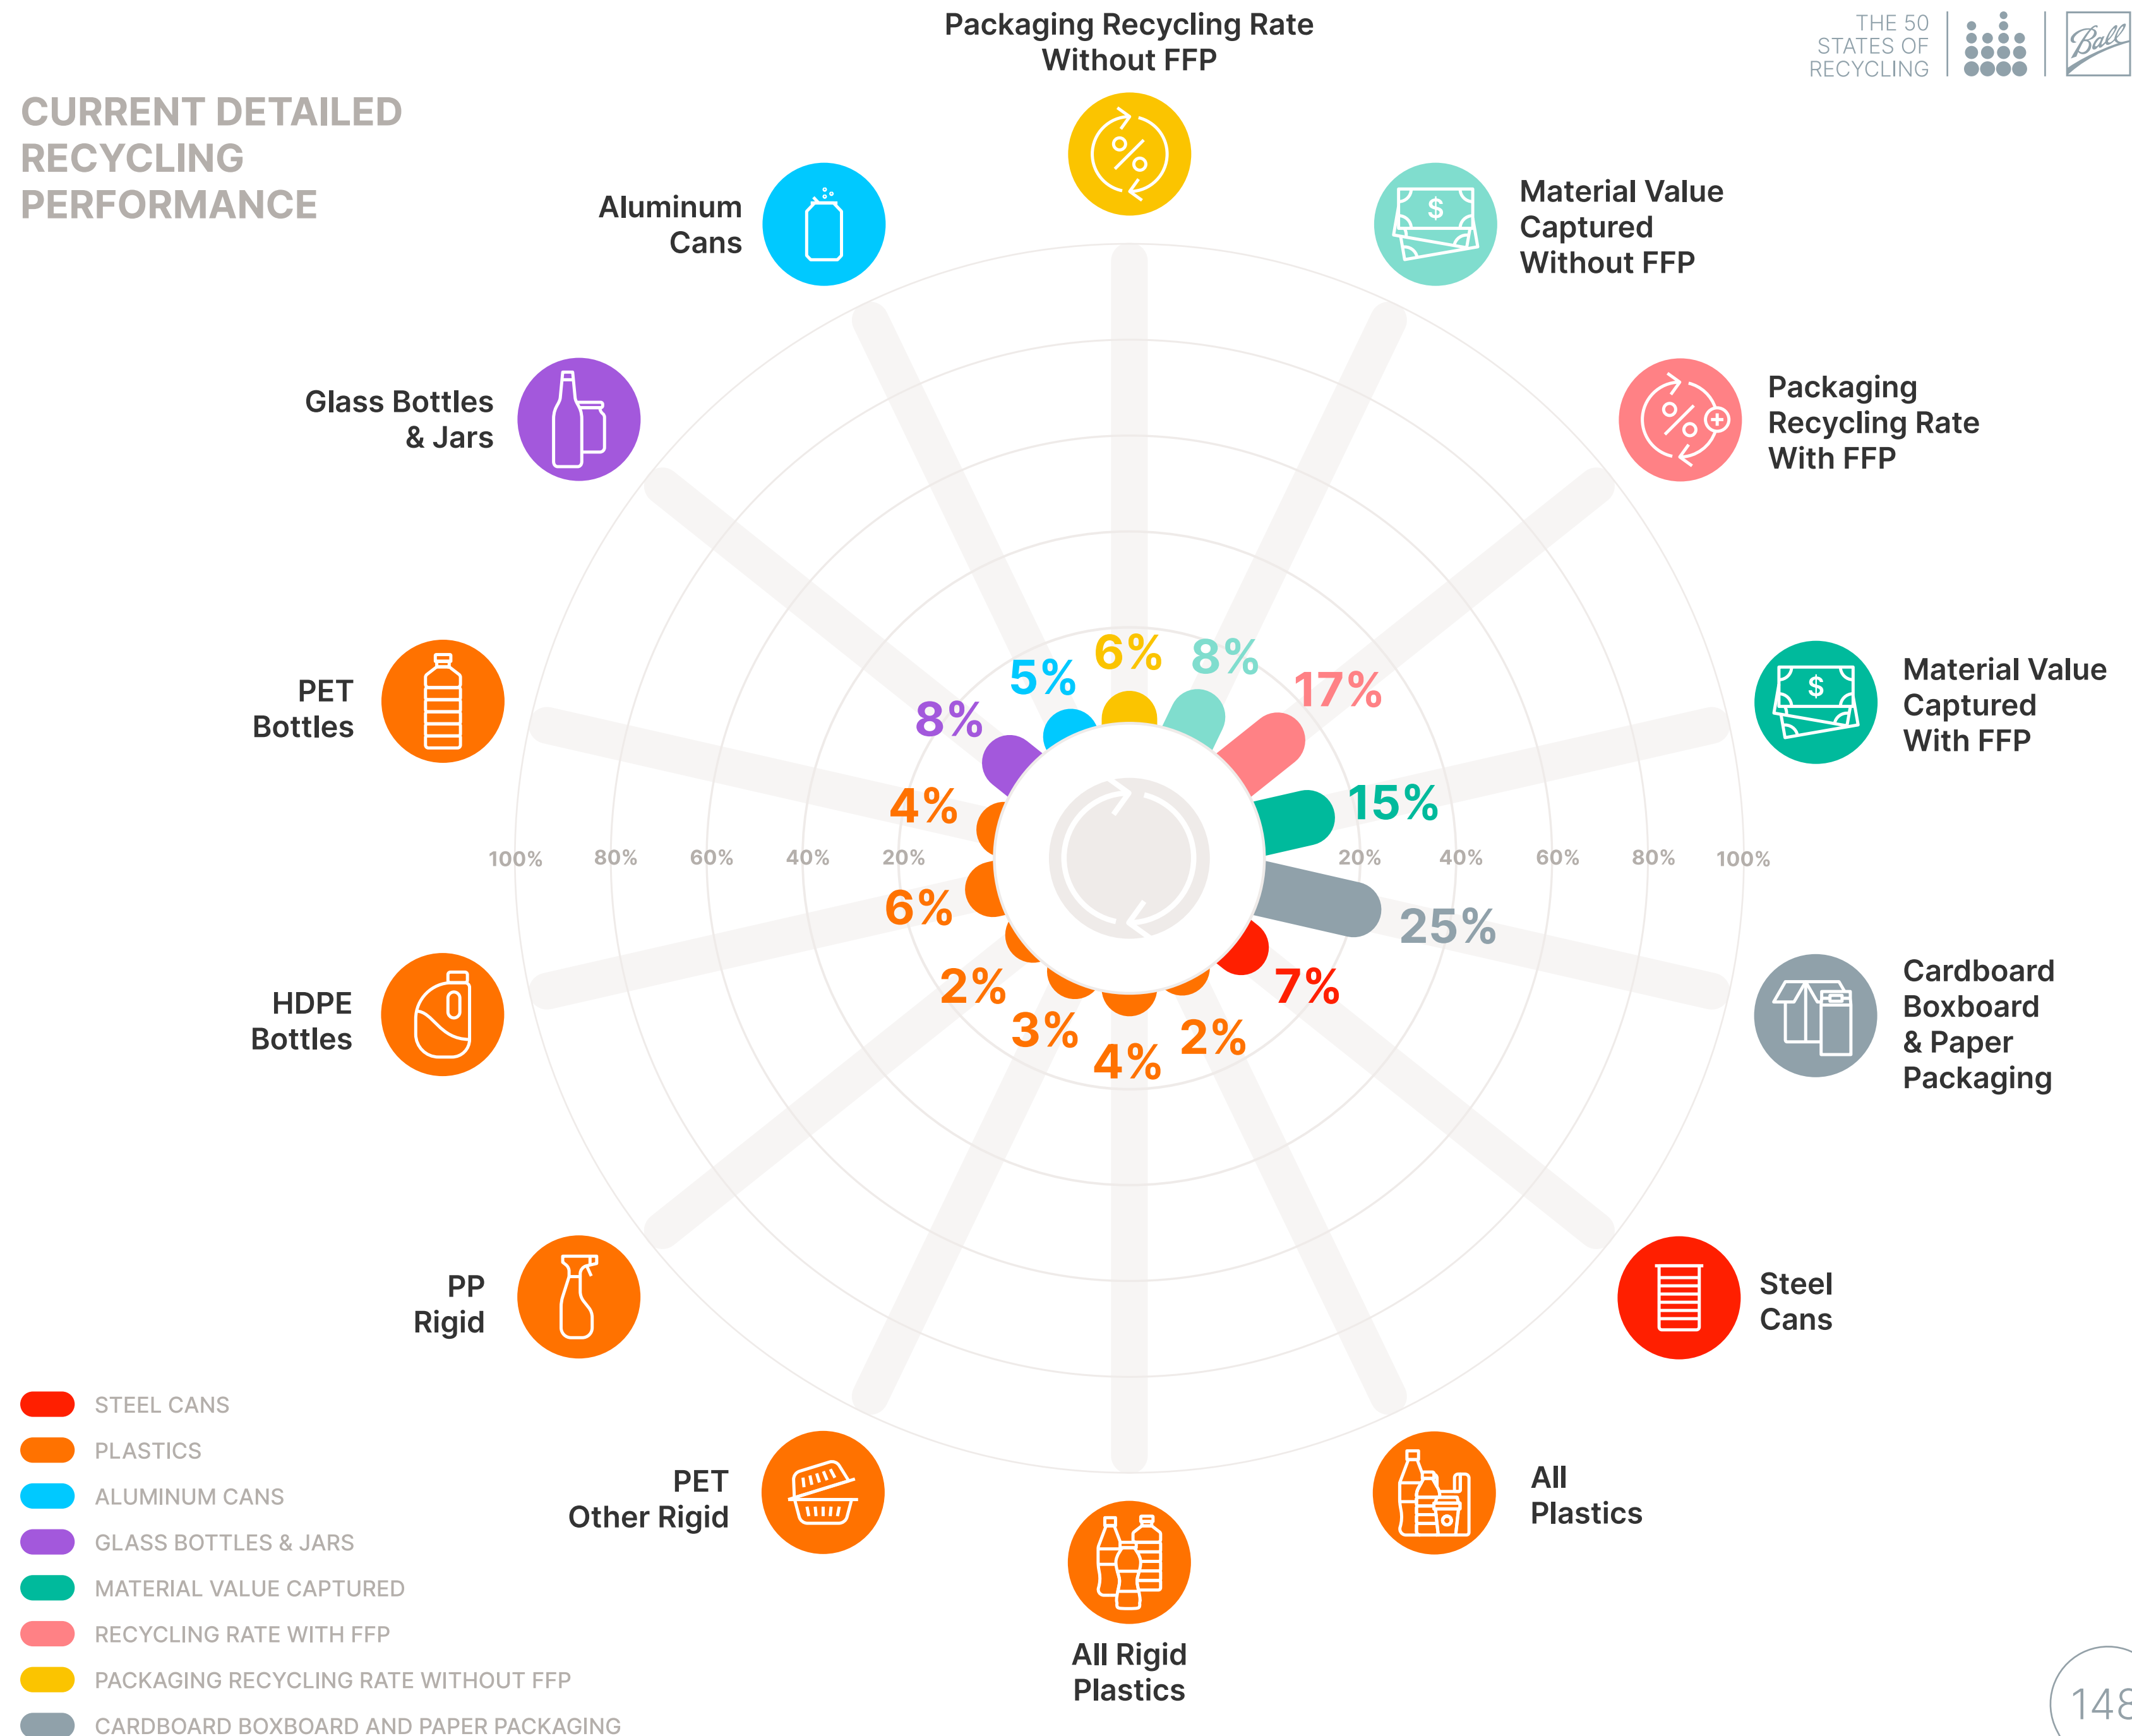 Packaging Recycling Rate
Without FFP
THE 50
STATES OF
RECYCLING
Ball
CURRENT DETAILED
RECYCLING
PERFORMANCE
Aluminum
Cans
Material Value
Captured
Without FFP
Glass Bottles
& Jars
Packaging
Recycling Rate
With FFP
PET
Bottles
Material Value
Captured
With FFP
6%
8%
5%
17%
8%
15%
4%
100%
80%
60%
40%
20%
20%
40%
60%
80%
100%
6%
25%
2%
7%
3%
4%
2%
HDPE
Bottles
Cardboard
Boxboard
& Paper
Packaging
PP
Rigid
Steel
Cans
PET
Other Rigid
All
Plastics
All Rigid
Plastics
STEEL CANS
PLASTICS
ALUMINUM CANS
GLASS BOTTLES & JARS
MATERIAL VALUE CAPTURED
RECYCLING RATE WITH FFP
PACKAGING RECYCLING RATE WITHOUT FFP
CARDBOARD BOXBOARD AND PAPER PACKAGING
148